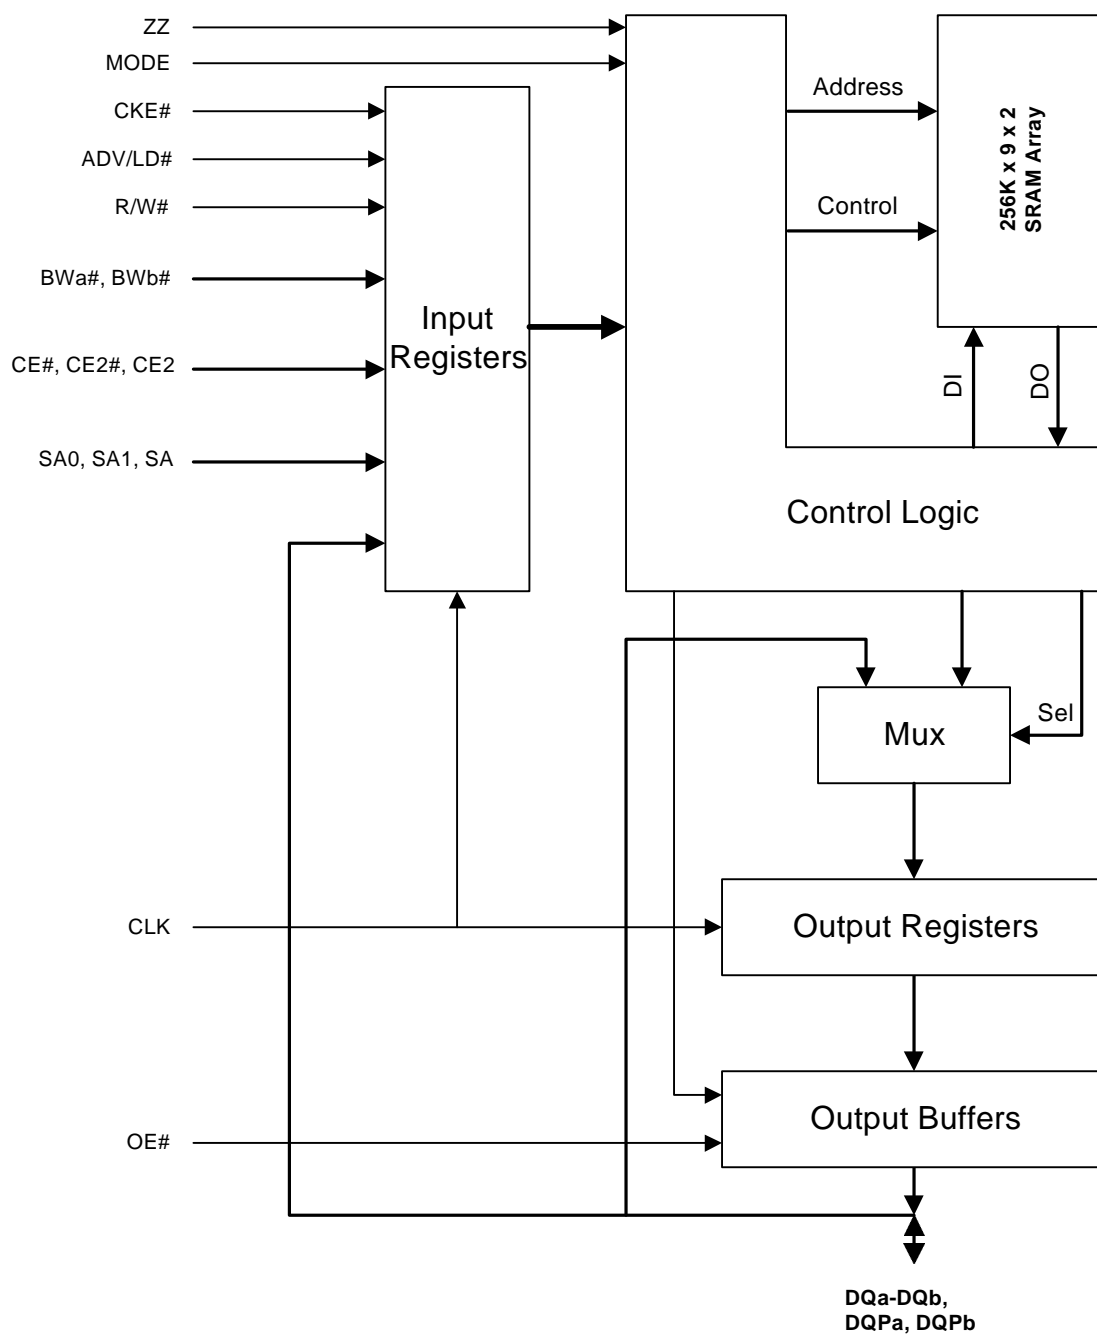 ZZ
MODE
CKE#
ADV/LD#
R/W#
BWa#, BWb#
CE#, CE2#, CE2
SA0, SA1, SA
Input
Registers
Address
Control
256K x 9 x 2
SRAM Array
DI
DO
Control Logic
Mux
Sel
CLK
Output Registers
OE#
Output Buffers
DQa-DQb,
DQPa, DQPb